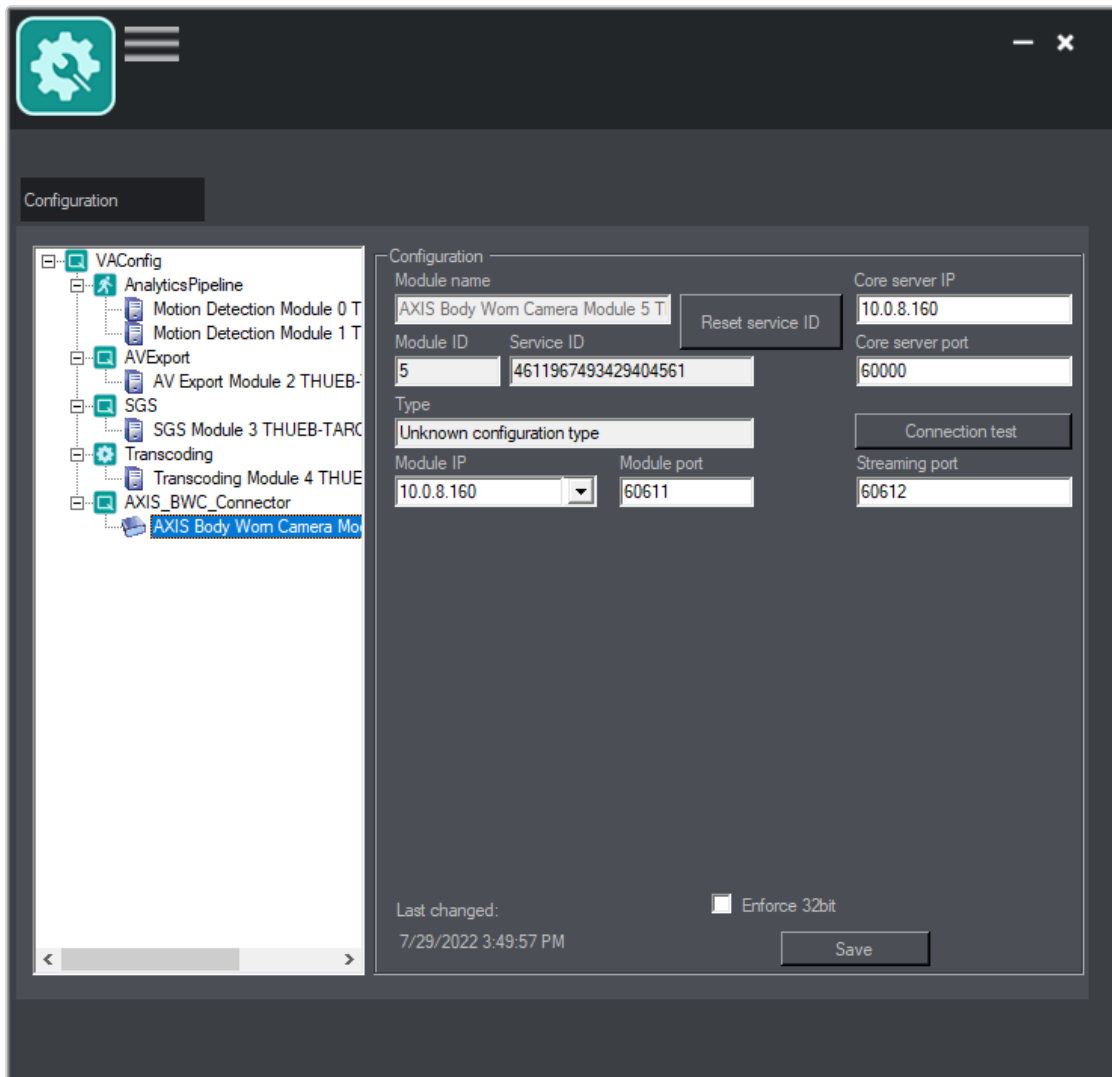 Configuration
VAConfig
AnalyticsPipeline
Motion Detection Module 0 T
Motion Detection Module 1 T
AVExport
AV Export Module 2 THUEB-
SGS
SGS Module 3 THUEB-TARC
Transcoding
Transcoding Module 4 THUE
AXIS_BWC_Connector
AXIS Body Worn Camera Mo
Configuration
Module name
Core server IP
AXIS Body Worn Camera Module 5 T
Reset service ID
10.0.8.160
Module ID
Service ID
Core server port
5
4611967493429404561
60000
Type
Unknown configuration type
Connection test
Module IP
Module port
Streaming port
10.0.8.160
60611
60612
Last changed:
Enforce 32bit
7/29/2022 3:49:57 PM
Save